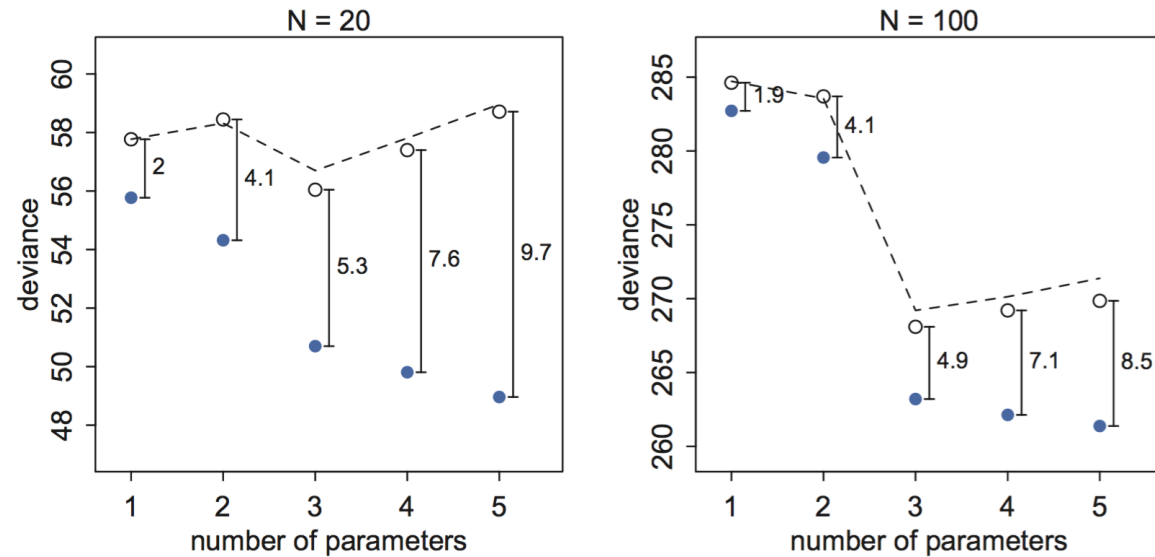 N = 20
deviance
60
58
56
54
52
50
48
2
4.1
5.3
7.6
9.7
1 2 3 4 5
number of parameters
N = 100
deviance
285
280
275
270
265
260
1.9
4.1
4.9
7.1
8.5
1 2 3 4 5
number of parameters